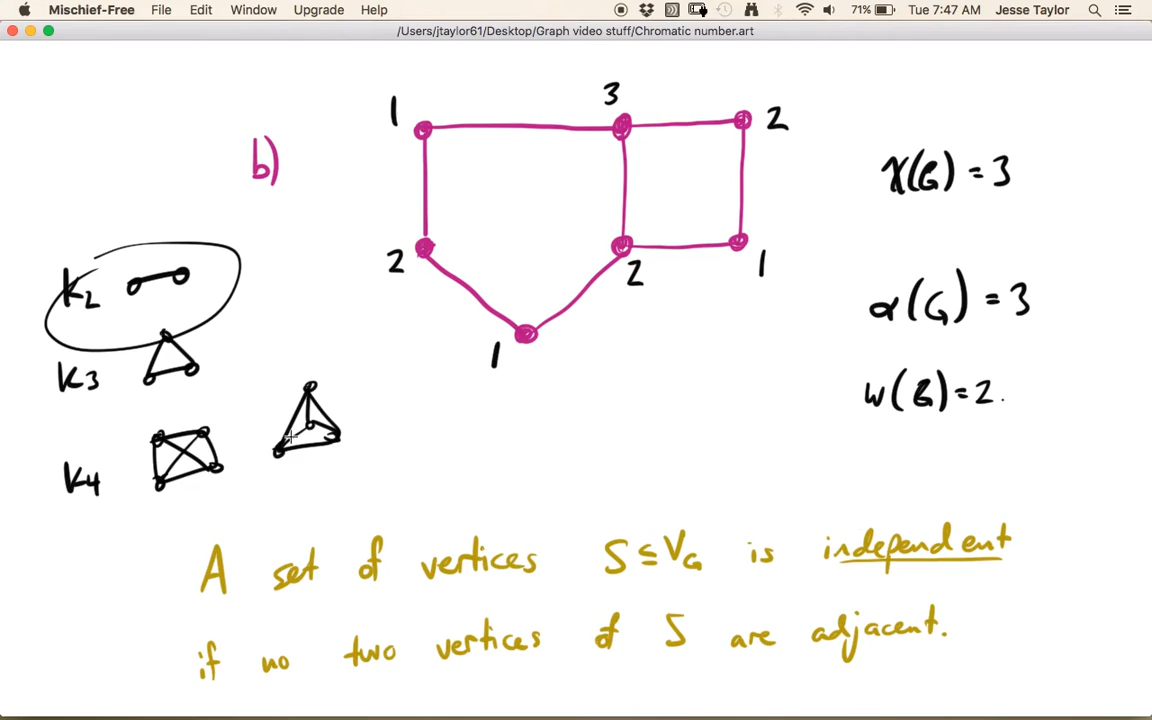 Mischief-Free File Edit Window Upgrade Help 71% Tue 7:47 AM Jesse Taylor
/Users/jtaylor61/Desktop/Graph video stuff/Chromatic number.art
b)
1 3 2
2 2 1
1
χ(G) = 3
α(G) = 3
ω(G) = 2.
K2
K3
K4
A set of vertices S ⊆ VG is independent
if no two vertices of S are adjacent.